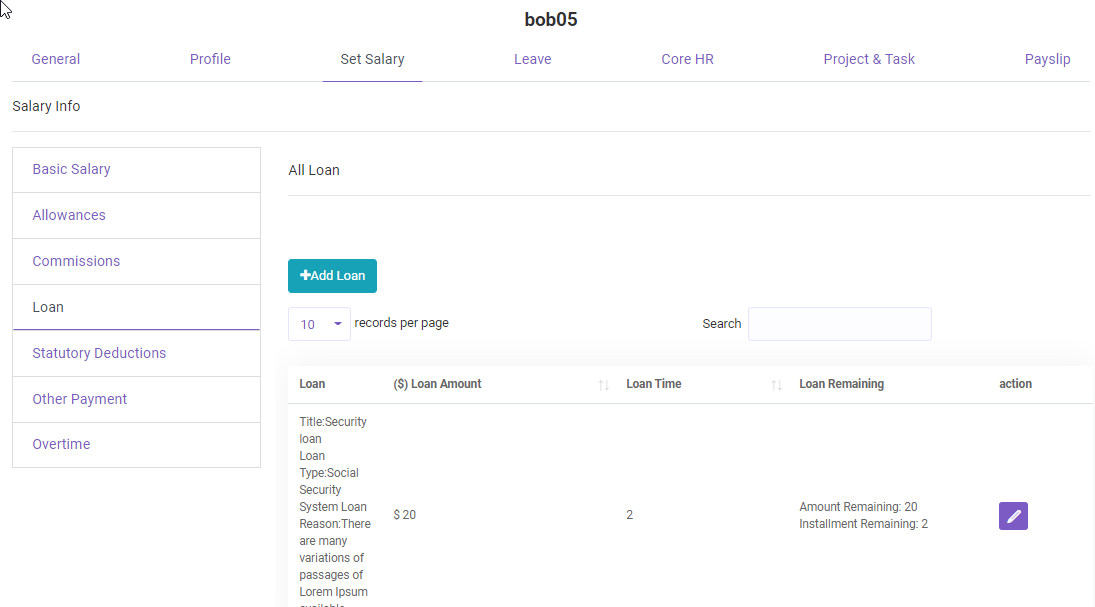 bob05
General Profile Set Salary Leave Core HR Project & Task Payslip
Salary Info
Basic Salary
Allowances
Commissions
Loan
Statutory Deductions
Other Payment
Overtime
All Loan
+Add Loan
10 records per page Search
Loan ($) Loan Amount Loan Time Loan Remaining action
Title:Security
loan
Loan
Type:Social
Security
System Loan
Reason:There
are many
variations of
passages of
Lorem Ipsum
available
$ 20
2
Amount Remaining: 20
Installment Remaining: 2